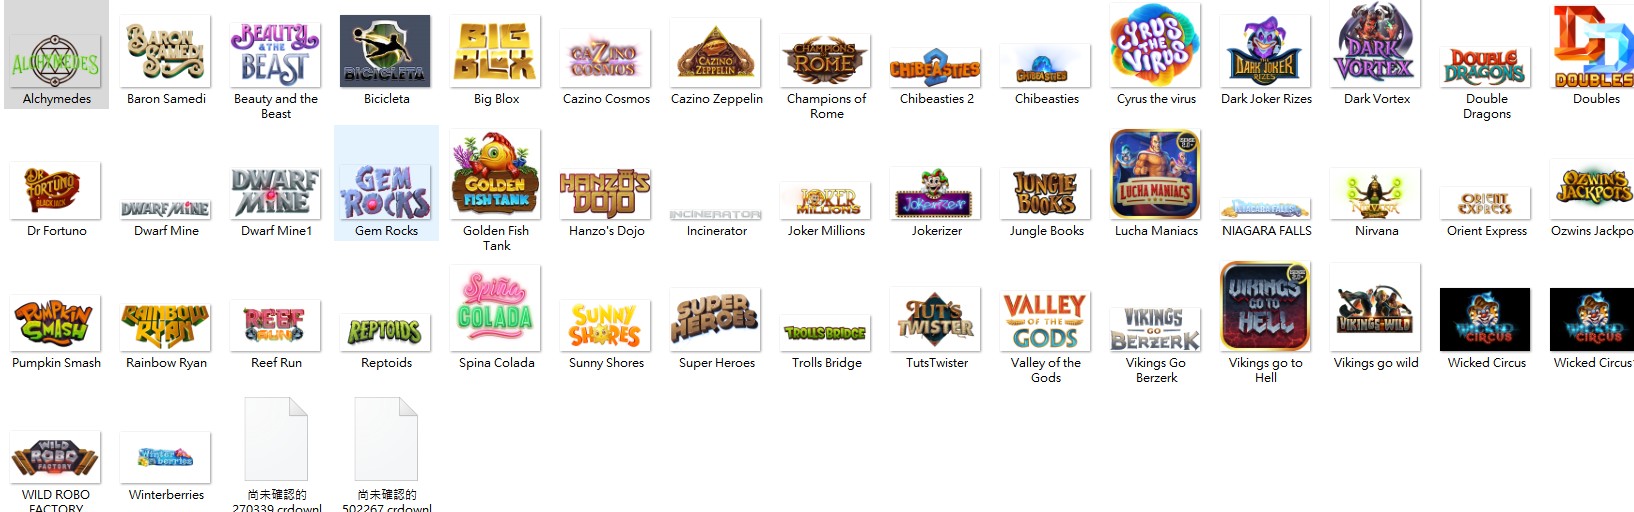 Alchymedes
Baron Samedi
Beauty and the
Beast
Bicicleta
Big Blox
Cazino Cosmos
Cazino Zeppelin
Champions of
Rome
Chibeasties 2
Chibeasties
Cyrus the virus
Dark Joker Rizes
Dark Vortex
Double
Dragons
Doubles
Dr Fortuno
Dwarf Mine
Dwarf Mine1
Gem Rocks
Golden Fish
Tank
Hanzo's Dojo
Incinerator
Joker Millions
Jokerizer
Jungle Books
Lucha Maniacs
NIAGARA FALLS
Nirvana
Orient Express
Ozwins Jackpo
Pumpkin Smash
Rainbow Ryan
Reef Run
Reptoids
Spina Colada
Sunny Shores
Super Heroes
Trolls Bridge
TutsTwister
Valley of the
Gods
Vikings Go
Berzerk
Vikings go to
Hell
Vikings go wild
Wicked Circus
Wicked Circus
WILD ROBO
FACTORY
Winterberries
尚未確認的
270339.crdownl
尚未確認的
502267.crdownl
ALCHYMEDES
BARON
SAMEDI
BEAUTY
& THE
BEAST
BICICLETA
BIG
BLOX
CAZINO
COSMOS
CAZINO
ZEPPELIN
CHAMPIONS
OF
ROME
2
CHIBEASTIES
CHIBEASTIES
CYRUS
THE
VIRUS
DARK JOKER
RIZES
DARK
VORTEX
DOUBLE
DRAGONS
DOUBLES
DR
FORTUNO
BLACKJACK
DWARF MINE
DWARF
MINE
GEM
ROCKS
GOLDEN
FISH TANK
HANZO'S
DOJO
INCINERATOR
JOKER
MILLIONS
Jokerizer
JUNGLE
BOOKS
LUCHA MANIACS
NIRVANA
ORIENT
EXPRESS
OZWIN'S
JACKPOTS
PUMPKIN
SMASH
RAINBOW
RYAN
REEF
RUN
REPTOIDS
Spiña
COLADA
SUNNY
SHORES
SUPER
HEROES
TROLLS BRIDGE
TUT'S
TWISTER
VALLEY
OF THE
GODS
VIKINGS
GO
BERZERK
VIKINGS
GO TO
HELL
VIKINGS GO WILD
WICKED
CIRCUS
WICKED
CIRCUS
WILD
ROBO
FACTORY
Winter
berries